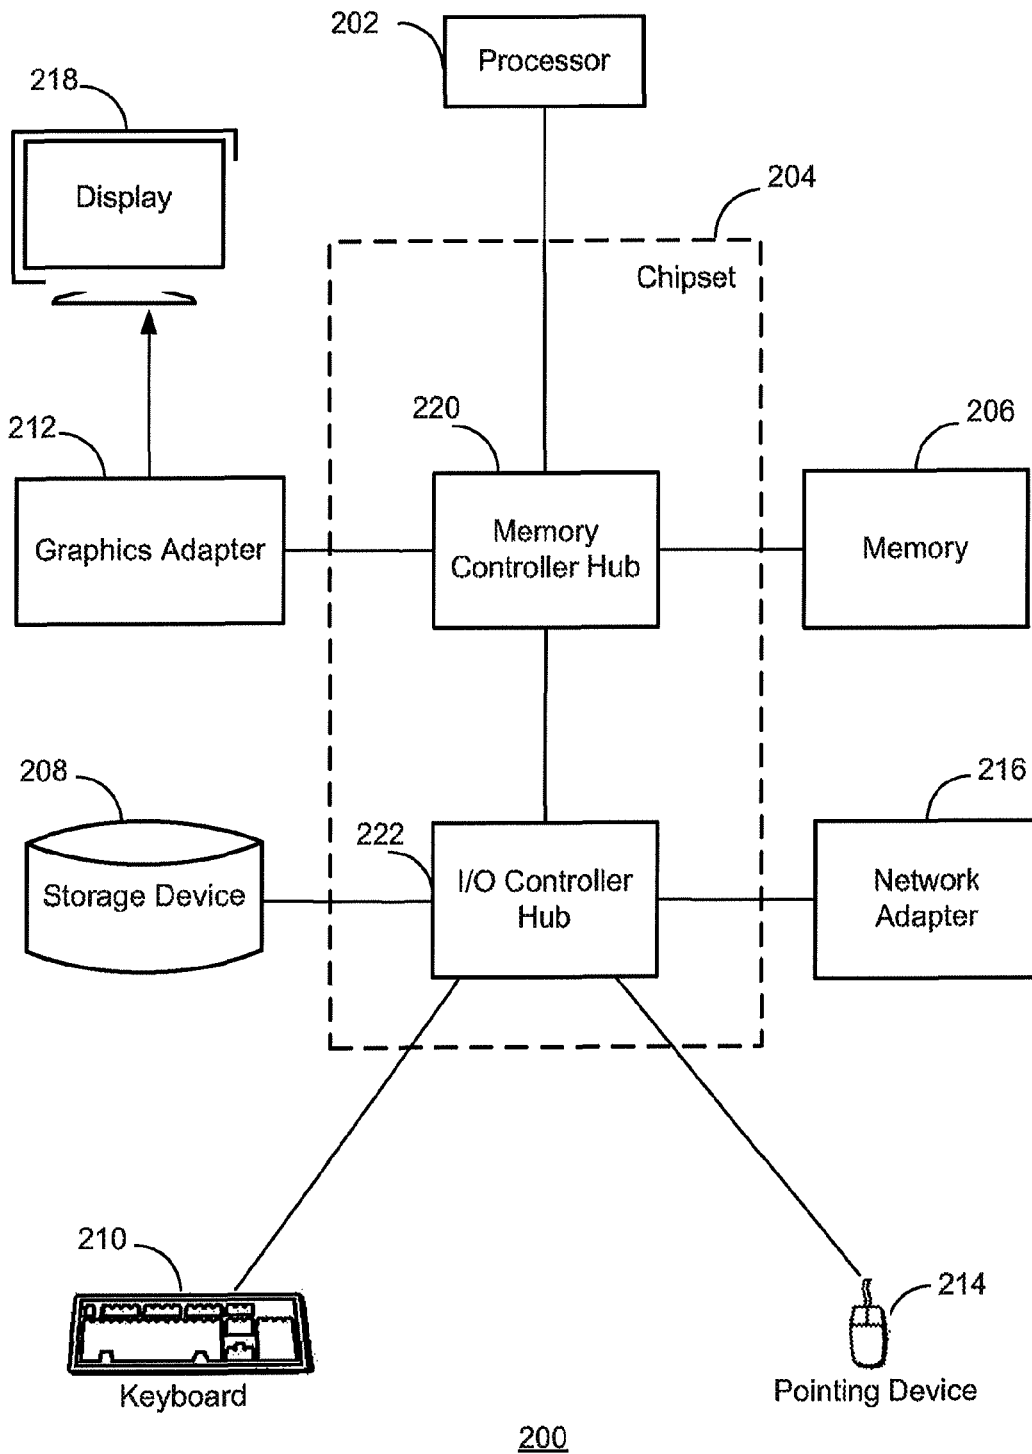 202
Processor
218
Display
204
Chipset
212
220
206
Graphics Adapter
Memory
Controller Hub
Memory
208
222
216
Storage Device
I/O Controller
Hub
Network
Adapter
210
214
Keyboard
Pointing Device
200